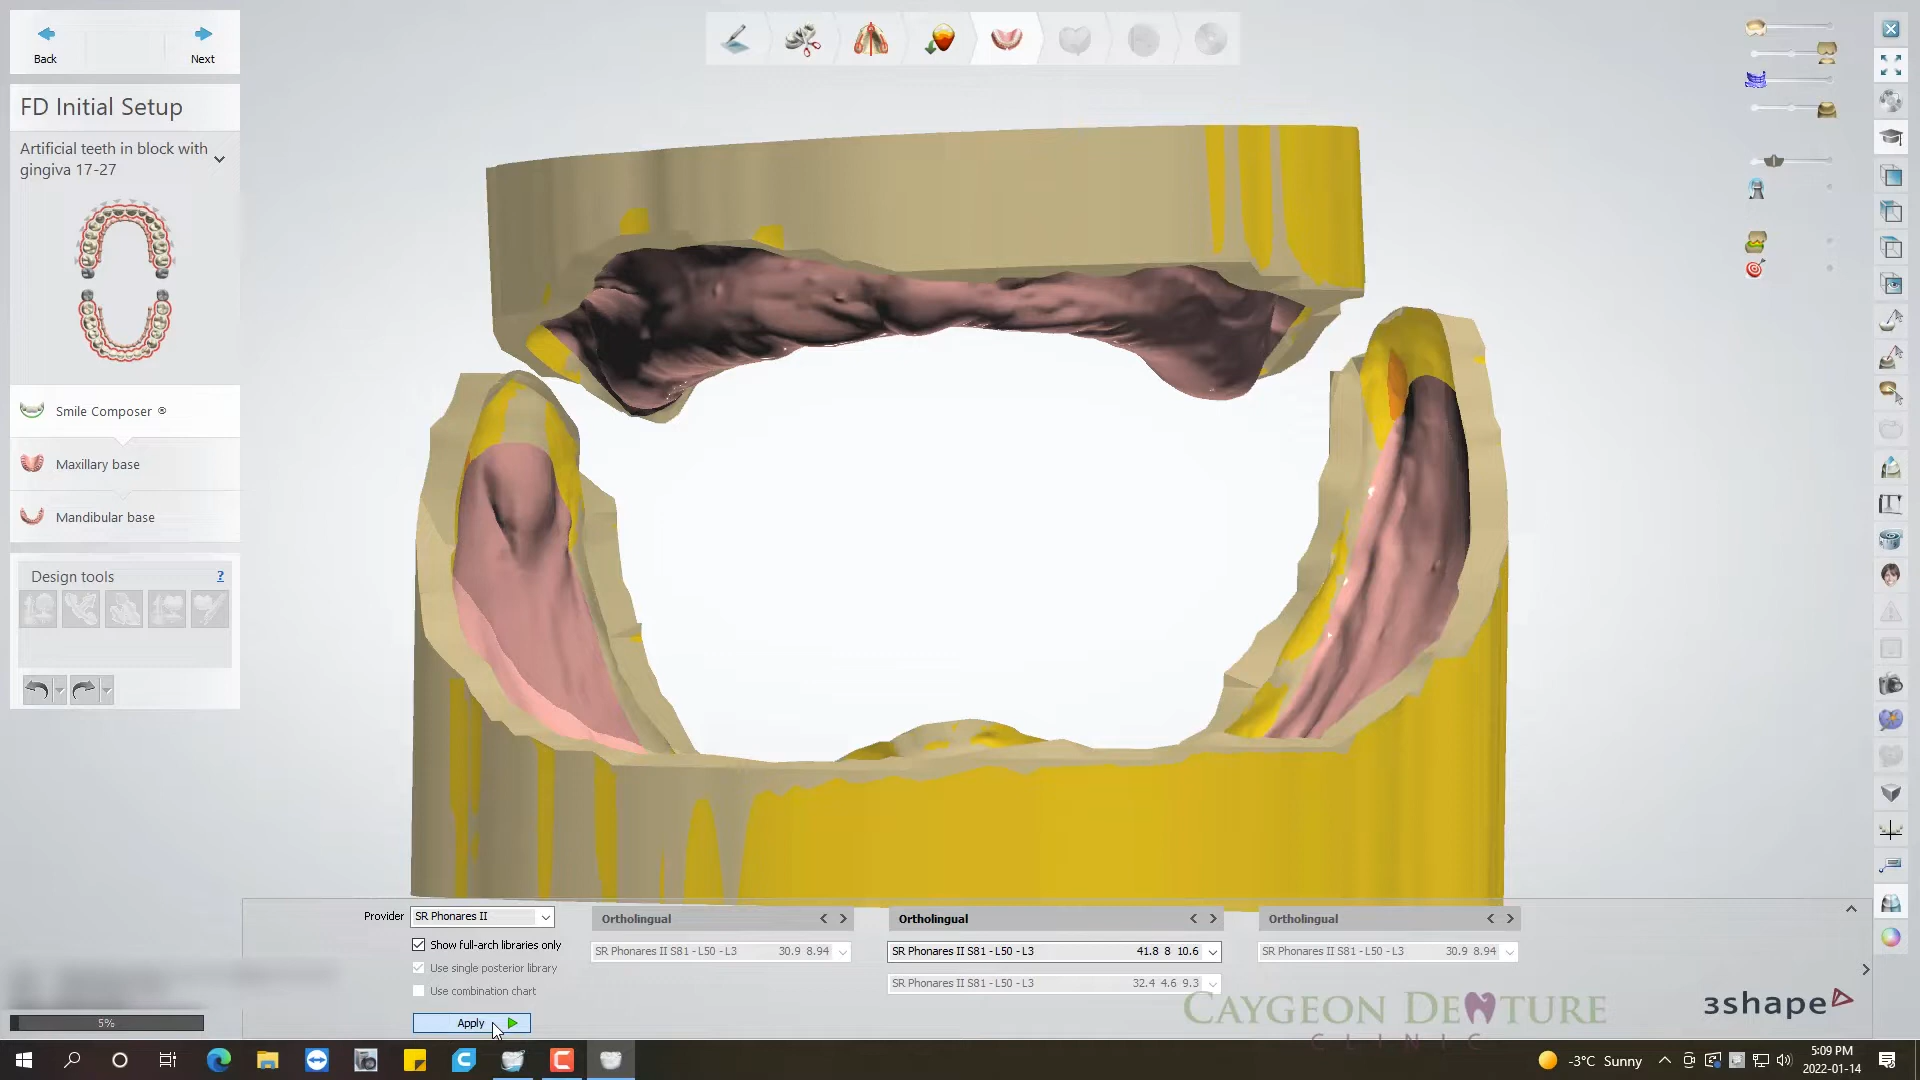 Back
Next
FD Initial Setup
Artificial teeth in block with
gingiva 17-27
Smile Composer ®
Maxillary base
Mandibular base
Design tools
?
5%
Provider
SR Phonares II
Show full-arch libraries only
Use single posterior library
Use combination chart
Apply
Ortholingual
SR Phonares II S81 - L50 - L3 30.9 8.94
Ortholingual
SR Phonares II S81 - L50 - L3 41.8 8 10.6
SR Phonares II S81 - L50 - L3 32.4 4.6 9.3
Ortholingual
SR Phonares II S81 - L50 - L3 30.9 8.94
CAYGEON DENTURE
CLINIC
3shape
-3°C Sunny
5:09 PM
2022-01-14